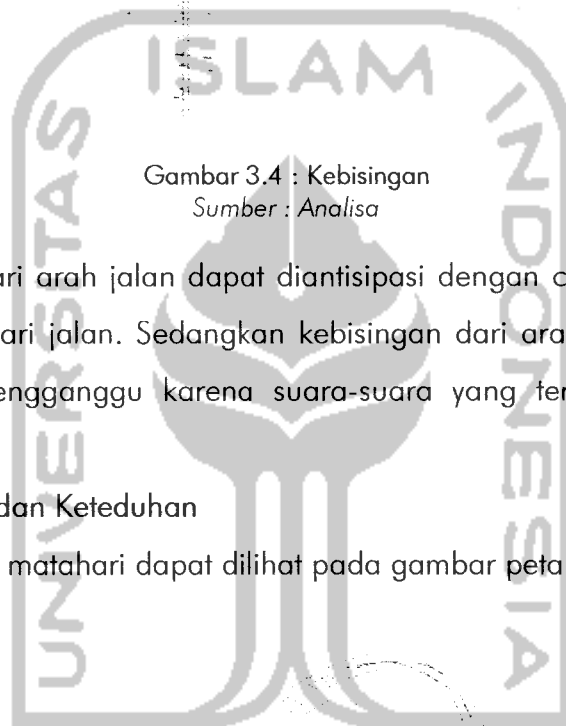 ISLAM
UNIVERSITAS
INDONESIA
Gambar 3.4 : Kebisingan
Sumber : Analisa
ari arah jalan dapat diantisipasi dengan c
ari jalan. Sedangkan kebisingan dari ara
engganggu karena suara-suara yang ter
dan Keteduhan
matahari dapat dilihat pada gambar peta